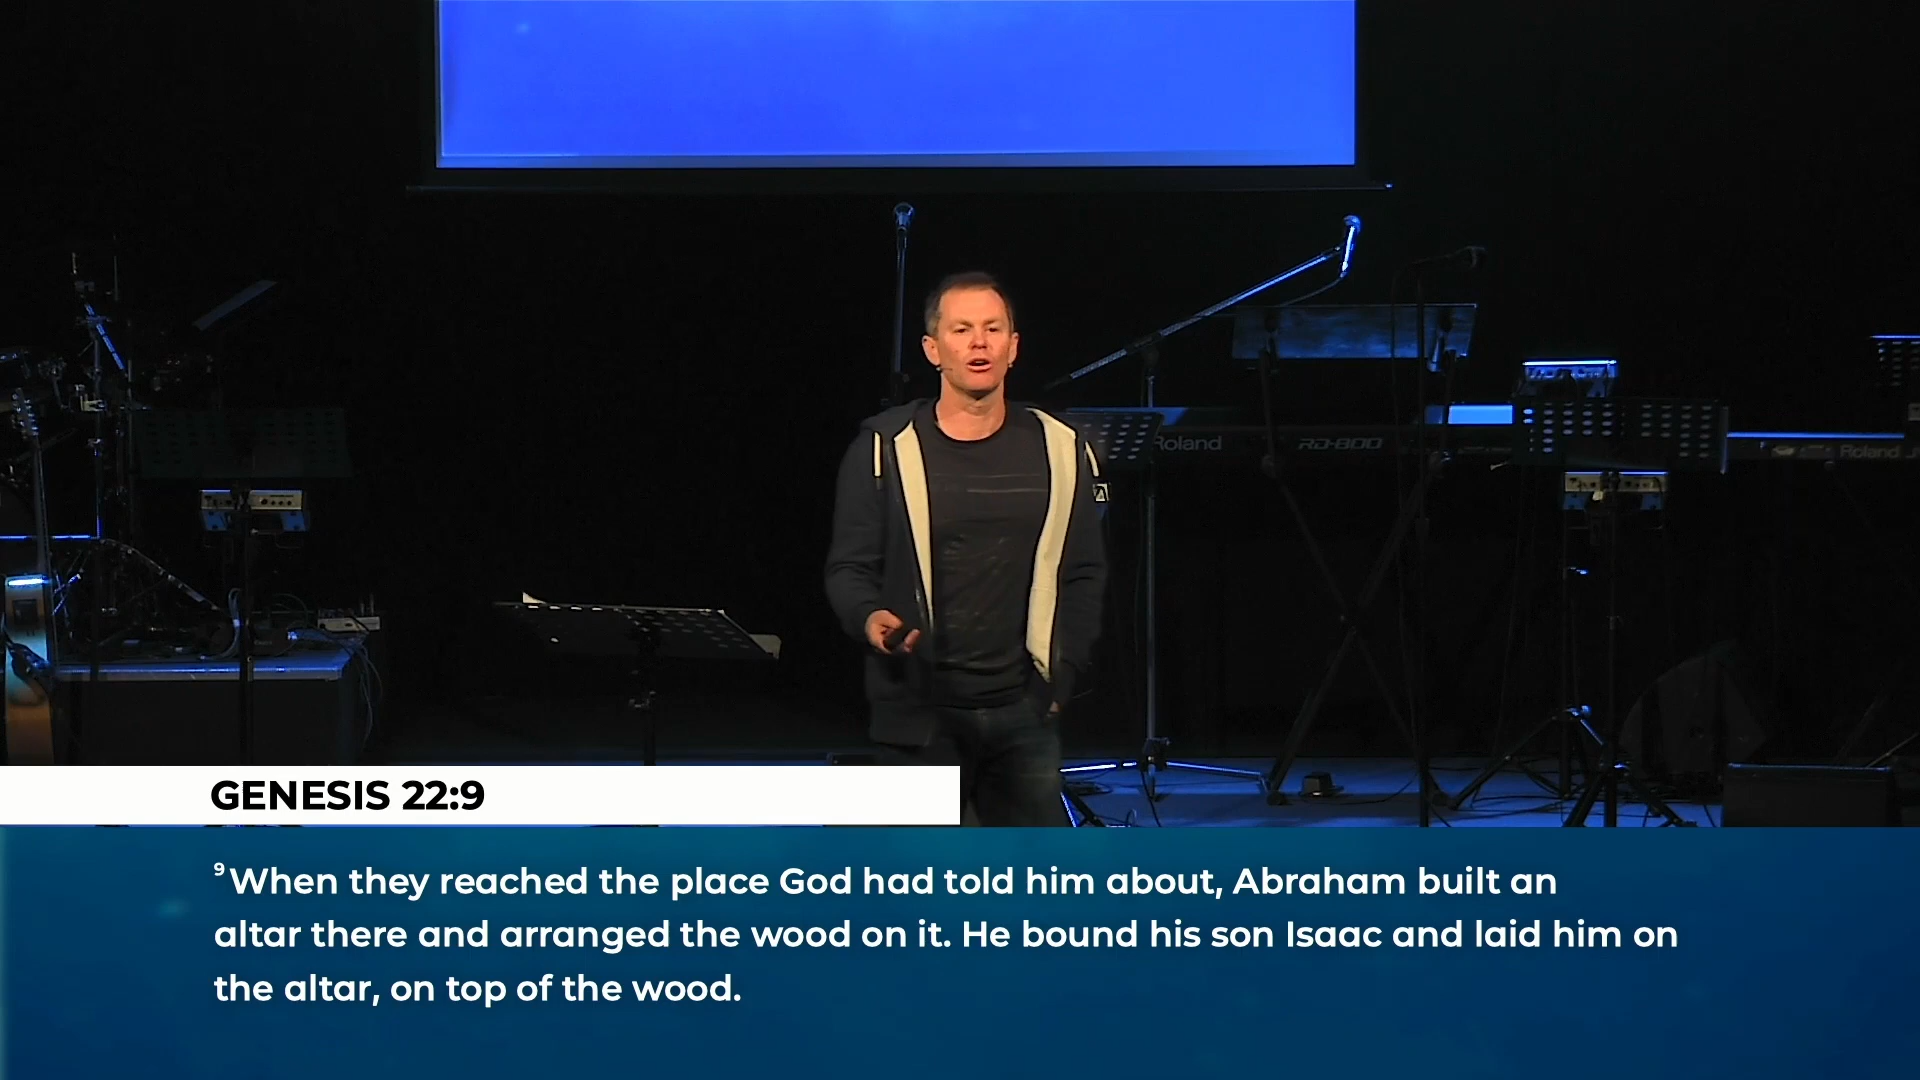 Roland
RD-800
Roland
GENESIS 22:9
9 When they reached the place God had told him about, Abraham built an
altar there and arranged the wood on it. He bound his son Isaac and laid him on
the altar, on top of the wood.